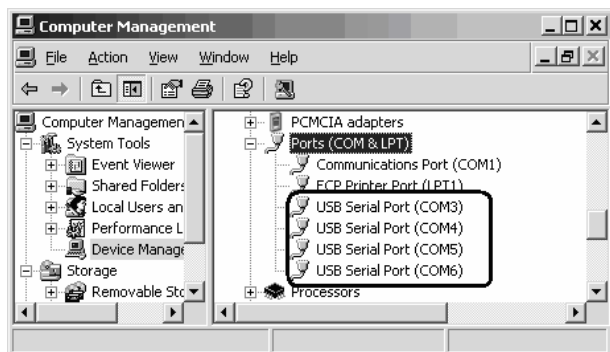 Computer Management
File Action View Window Help
Computer Managemen
System Tools
Event Viewer
Shared Folders
Local Users an
Performance L
Device Manage
Storage
Removable Sto
PCMCIA adapters
Ports (COM & LPT)
Communications Port (COM1)
ECP Printer Port (LPT1)
USB Serial Port (COM3)
USB Serial Port (COM4)
USB Serial Port (COM5)
USB Serial Port (COM6)
Processors